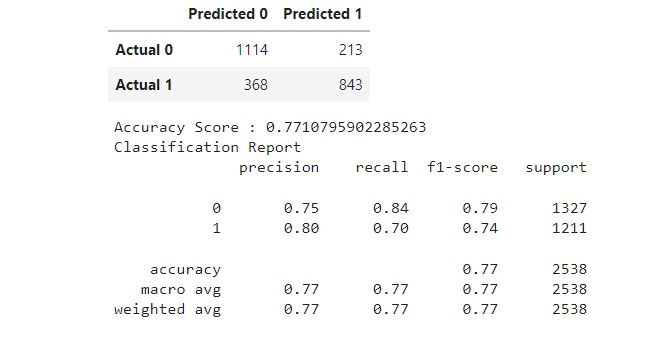 Predicted 0 Predicted 1
Actual 0 1114 213
Actual 1 368 843
Accuracy Score : 0.7710795902285263
Classification Report
precision recall f1-score support
0 0.75 0.84 0.79 1327
1 0.80 0.70 0.74 1211
accuracy 0.77 2538
macro avg 0.77 0.77 0.77 2538
weighted avg 0.77 0.77 0.77 2538